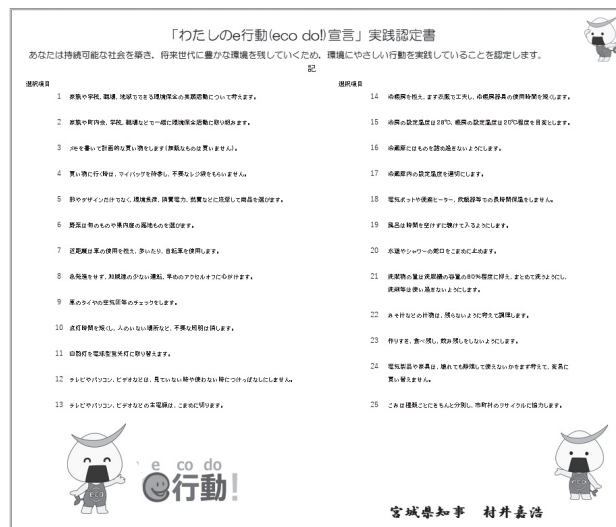 「わたしのe行動(eco do!)宣言」実践認定書
あなたは持続可能な社会を築き、将来世代に豊かな環境を残していくため、環境にやさしい行動を実践していることを認定します。
記
選択項目
1 家族や学校、職場、地域でできる環境保全の実践活動について考えます。
2 家族や町内会、学校、職場などで一緒に環境保全活動に取り組みます。
3 メモを書いて計画的な買い物をします(無駄なものは買いません)。
4 買い物に行く時は、マイバッグを持参し、不要なレジ袋をもらいません。
5 形やデザインだけでなく、環境負荷、消費電力、燃費などに注意して商品を選びます。
6 野菜は旬のものや県内産の露地ものを選びます。
7 近距離は車の使用を控え、歩いたり、自転車を使用します。
8 急発進をせず、加減速の少ない運転、早めのアクセルオフに心がけます。
9 車のタイヤの空気圧等のチェックをします。
10 点灯時間を短くし、人のいない場所など、不要な照明は消します。
11 白熱灯を電球型蛍光灯に取り替えます。
12 テレビやパソコン、ビデオなどは、見ていない時や使わない時につけっぱなしにしません。
13 テレビやパソコン、ビデオなどの主電源は、こまめに切ります。
選択項目
14 冷暖房を控え、まず衣服で工夫し、冷暖房器具の使用時間を短くします。
15 冷房の設定温度は28℃、暖房の設定温度は20℃程度を目安とします。
16 冷蔵庫にはものを詰め過ぎないようにします。
17 冷蔵庫内の設定温度を適切にします。
18 電気ポットや便座ヒーター、炊飯器等での長時間保温をしません。
19 風呂は時間を空けずに続けて入るようにします。
20 水道やシャワーの蛇口をこまめに止めます。
21 洗濯物の量は洗濯機の容量の80%程度に抑え、まとめて洗うようにし、
洗剤等は使い過ぎないようにします。
22 みそ汁などの汁物は、残らないように考えて調理します。
23 作りすぎ、食べ残し、飲み残しをしないようにします。
24 電気製品や家具は、壊れても修理して使えないかをまず考えて、安易に
買い替えません。
25 ごみは種類ごとにきちんと分別し、市町村のリサイクルに協力します。
e co do
e行動!
宮城県知事 村井嘉浩